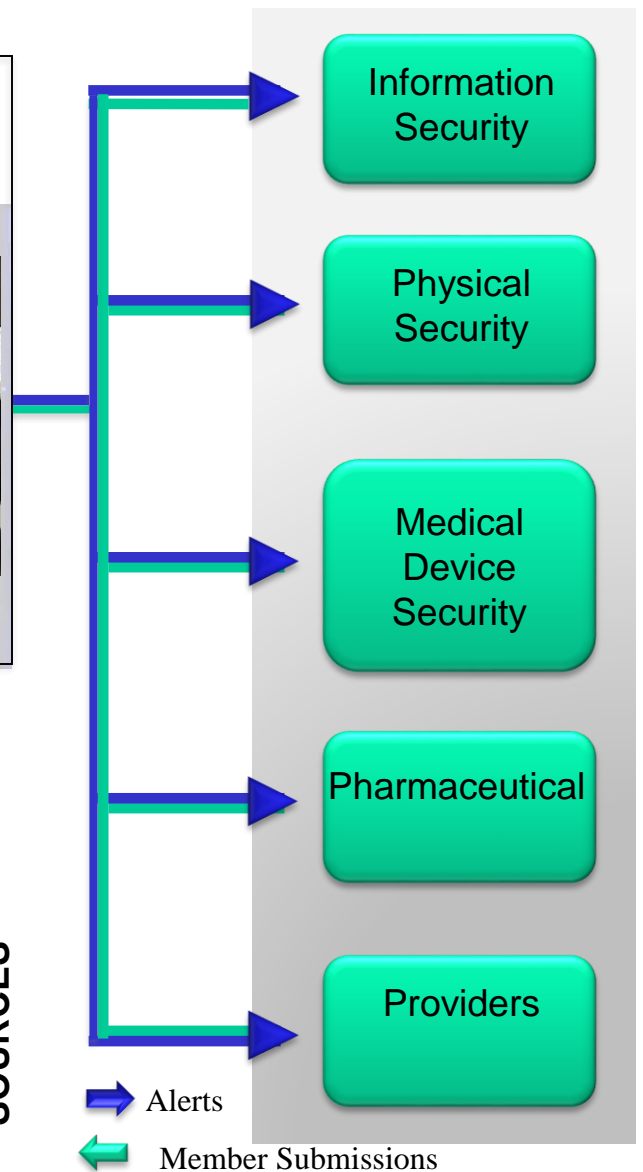 Information
Security
Physical
Security
Medical
Device
Security
Pharmaceutical
Providers
Alerts
Member Submissions